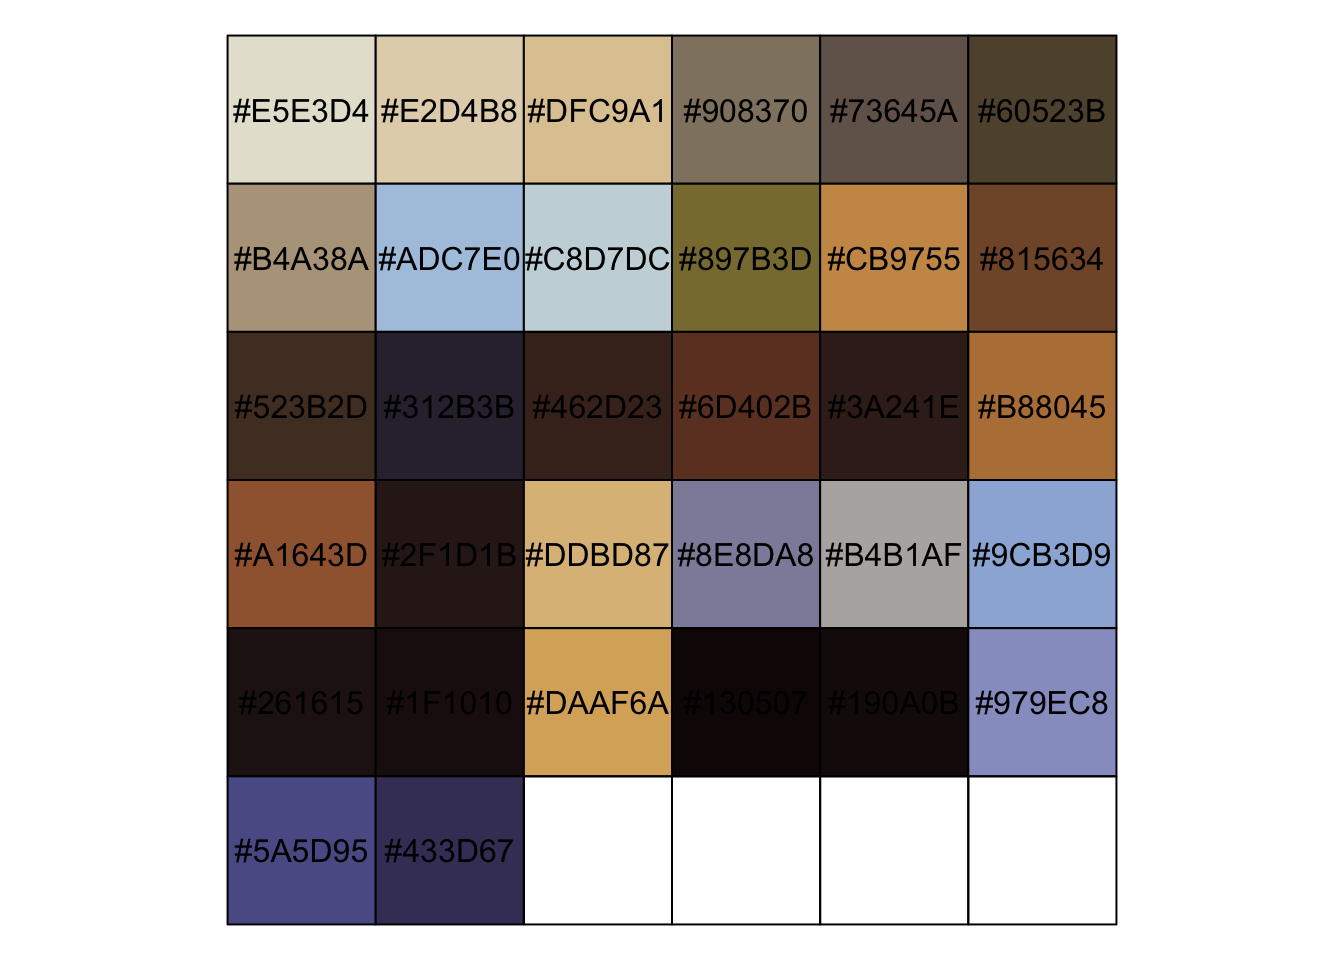 #E5E3D4 #E2D4B8 #DFC9A1 #908370 #73645A #60523B
#B4A38A #ADC7E0 #C8D7DC #897B3D #CB9755 #815634
#523B2D #312B3B #462D23 #6D402B #3A241E #B88045
#A1643D #2F1D1B #DDBD87 #8E8DA8 #B4B1AF #9CB3D9
#261615 #1F1010 #DAAF6A #130507 #190A0B #979EC8
#5A5D95 #433D67